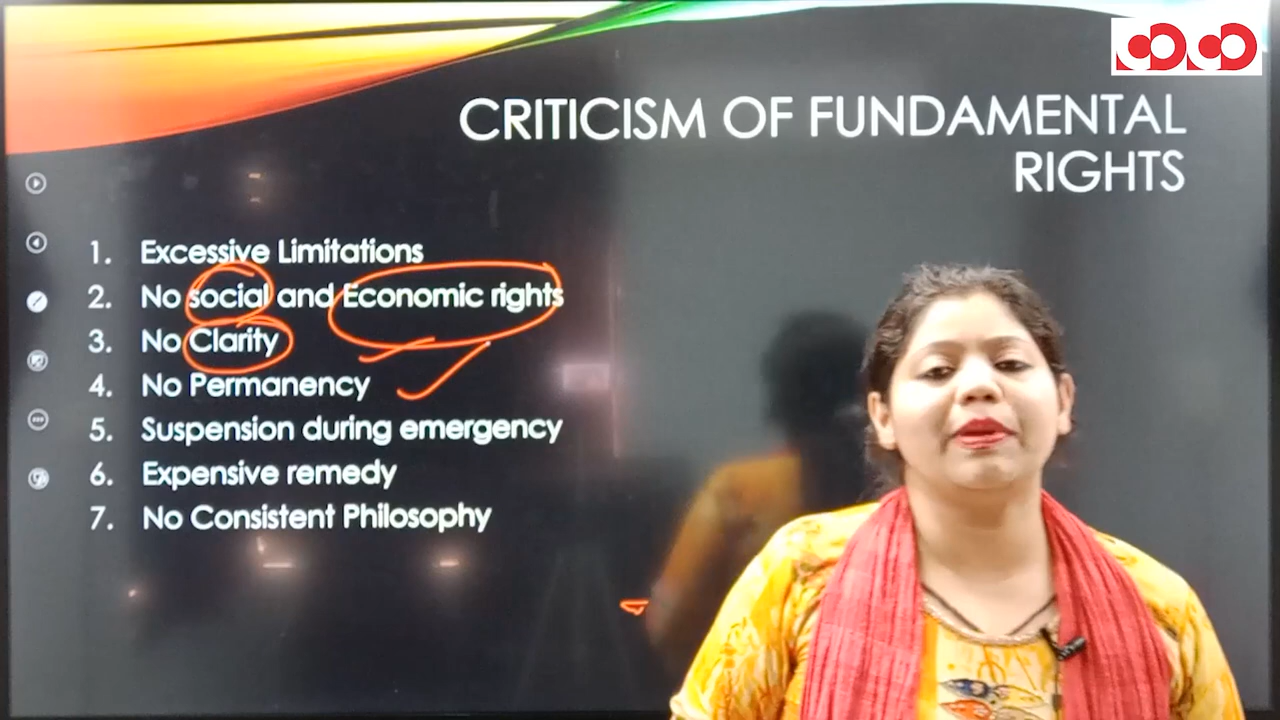 CRITICISM OF FUNDAMENTAL
RIGHTS
1. Excessive Limitations
2. No social and Economic rights
3. No Clarity
4. No Permanency
5. Suspension during emergency
6. Expensive remedy
7. No Consistent Philosophy